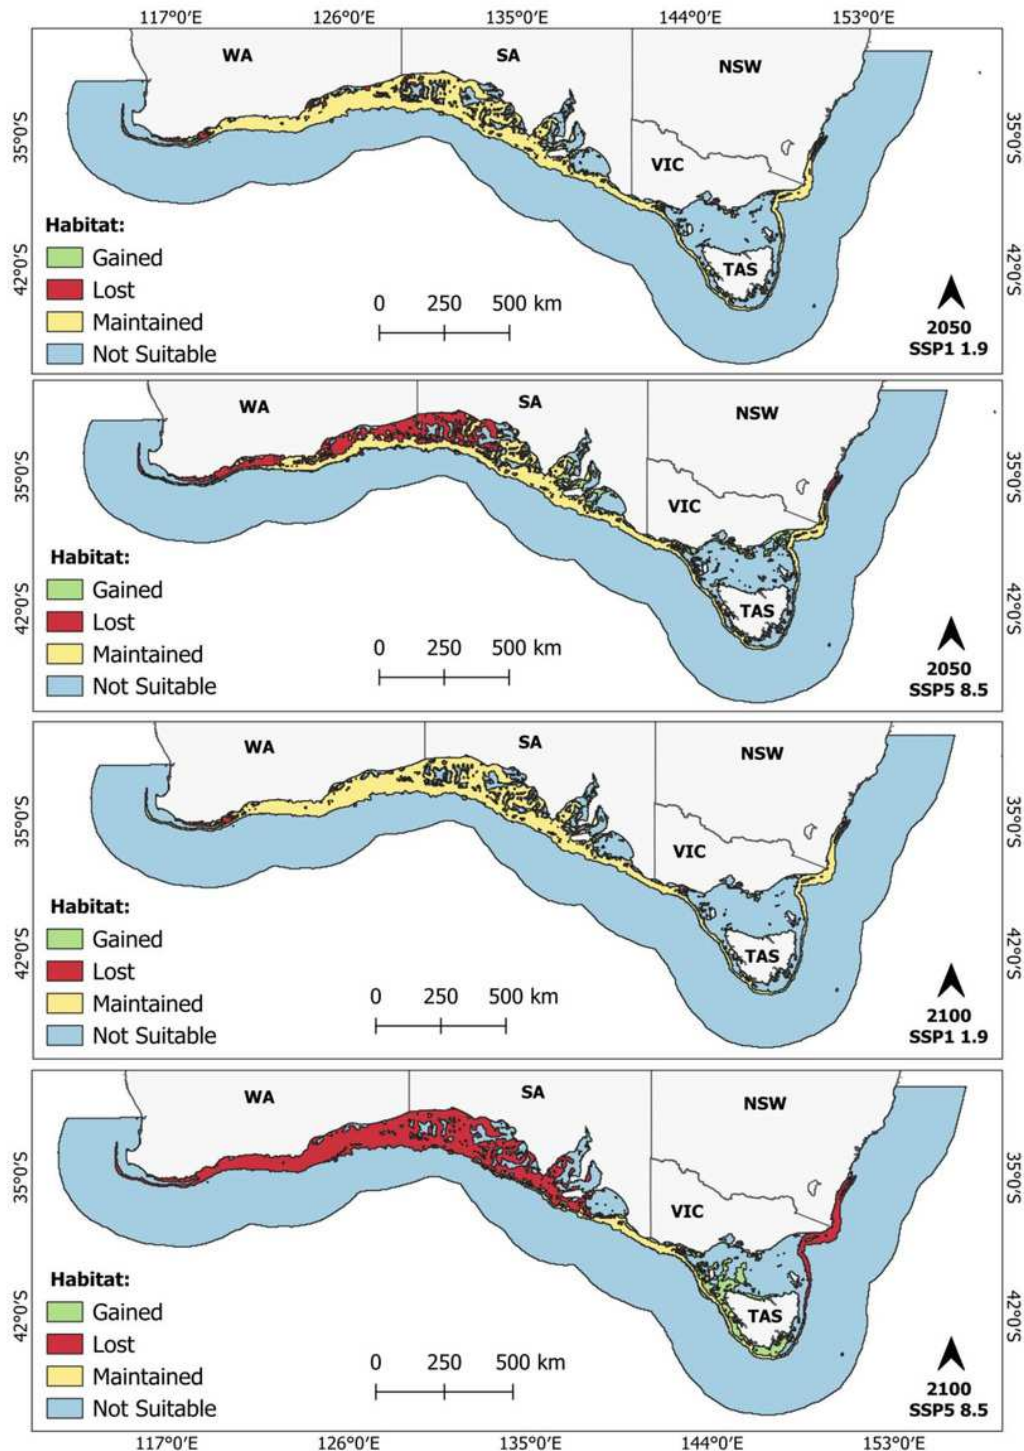 117°0'E 126°0'E 135°0'E 144°0'E 153°0'E
WA SA NSW
VIC
TAS
35°S
42°0'S
35°0'S
42°0'S
Habitat:
Gained
Lost
Maintained
Not Suitable
0 250 500 km
2050
SSP1 1.9
WA SA NSW
VIC
TAS
35°0'S
42°0'S
35°0'S
42°0'S
Habitat:
Gained
Lost
Maintained
Not Suitable
0 250 500 km
2050
SSP5 8.5
WA SA NSW
VIC
TAS
35°0'S
42°0'S
35°0'S
42°0'S
Habitat:
Gained
Lost
Maintained
Not Suitable
0 250 500 km
2100
SSP1 1.9
WA SA NSW
VIC
TAS
35°0'S
42°0'S
35°0'S
42°0'S
Habitat:
Gained
Lost
Maintained
Not Suitable
0 250 500 km
2100
SSP5 8.5
117°0'E 126°0'E 135°0'E 144°0'E 153°0'E